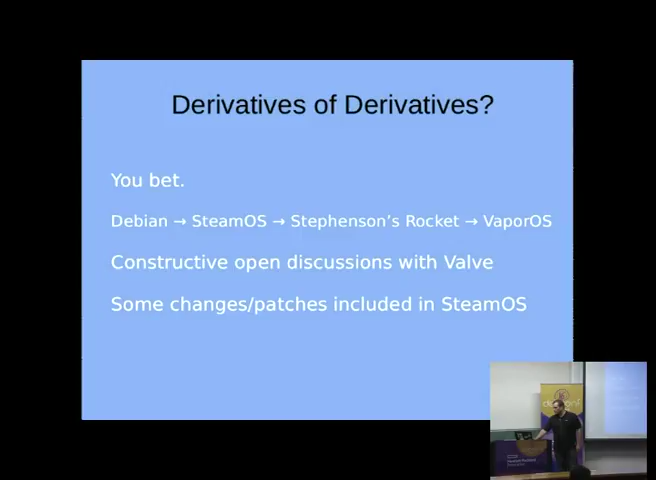 Derivatives of Derivatives?
You bet.
Debian → SteamOS → Stephenson's Rocket → VaporOS
Constructive open discussions with Valve
Some changes/patches included in SteamOS